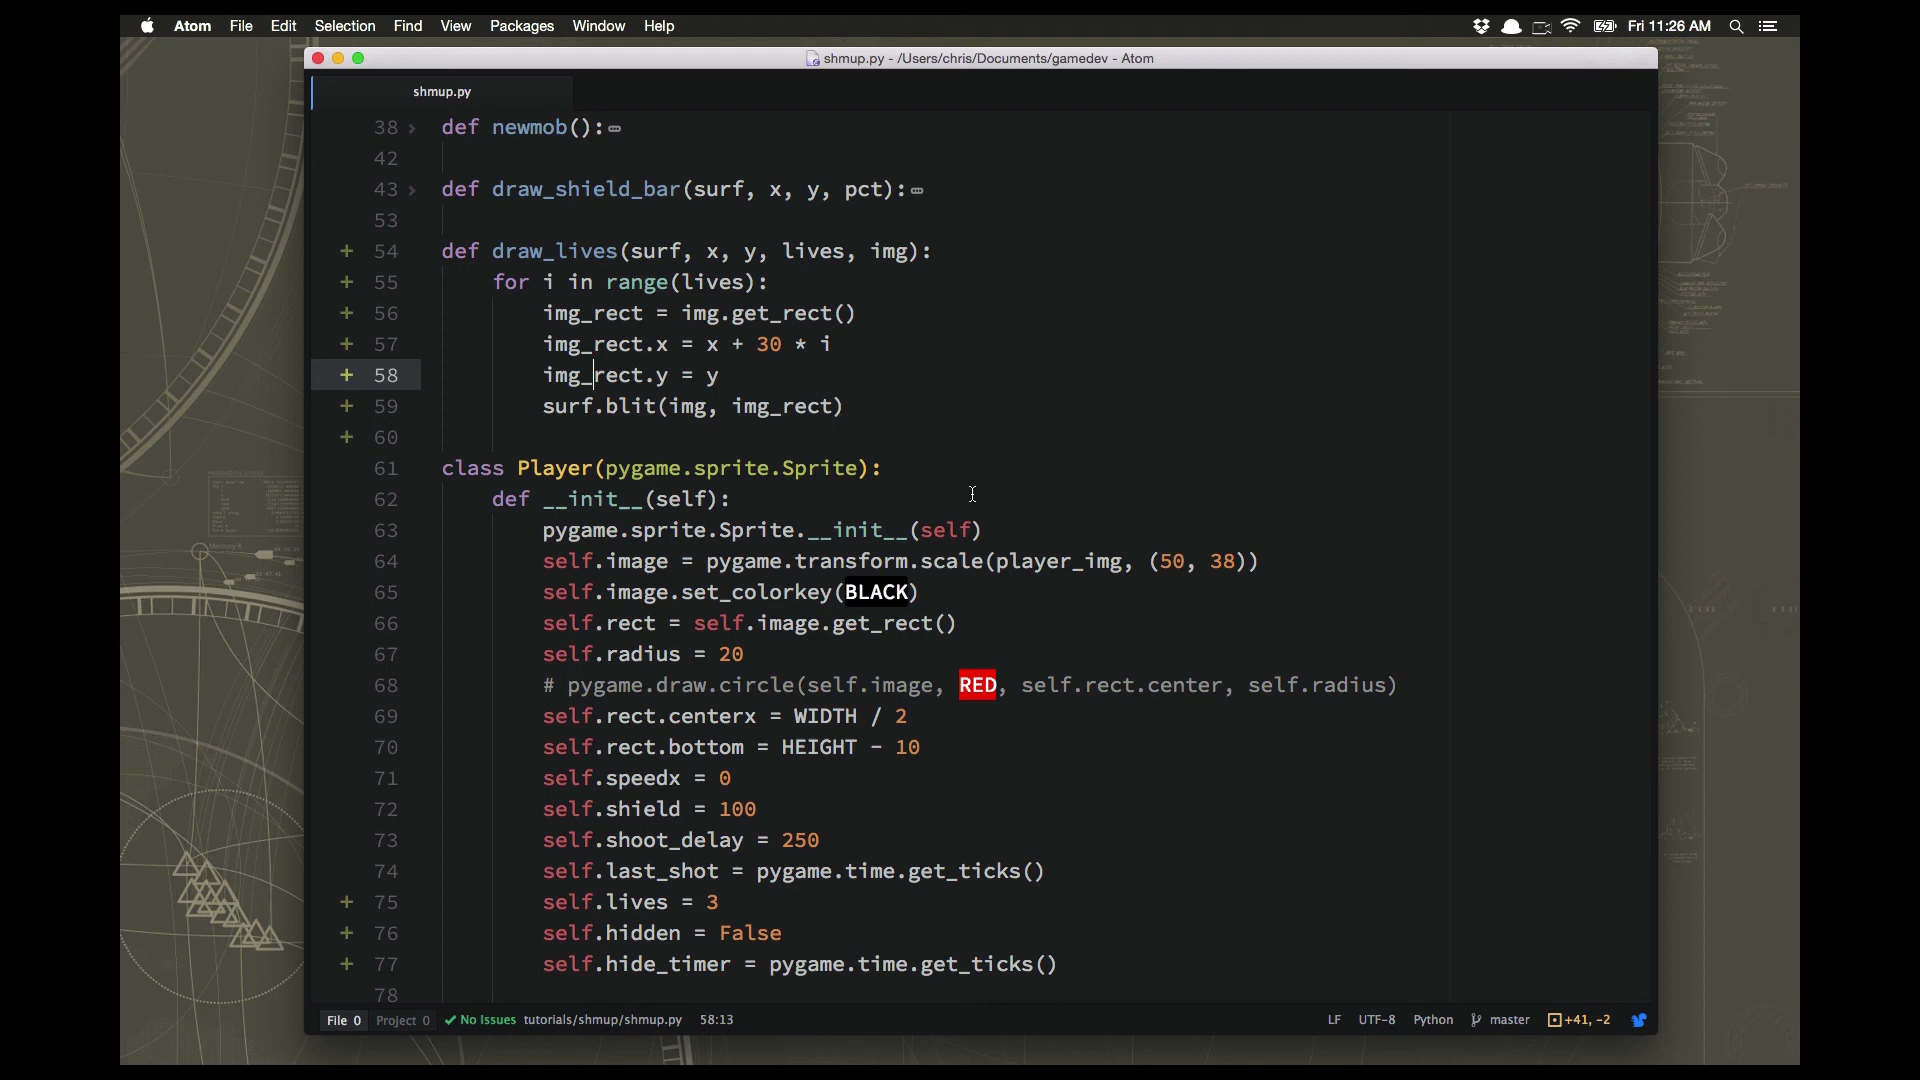 Atom File Edit Selection Find View Packages Window Help Fri 11:26 AM
shmup.py - /Users/chris/Documents/gamedev - Atom
shmup.py
38 def newmob():
42
43 def draw_shield_bar(surf, x, y, pct):
53
+ 54 def draw_lives(surf, x, y, lives, img):
+ 55 for i in range(lives):
+ 56 img_rect = img.get_rect()
+ 57 img_rect.x = x + 30 * i
+ 58 img_rect.y = y
+ 59 surf.blit(img, img_rect)
+ 60
61 class Player(pygame.sprite.Sprite):
62 def __init__(self):
63 pygame.sprite.Sprite.__init__(self)
64 self.image = pygame.transform.scale(player_img, (50, 38))
65 self.image.set_colorkey(BLACK)
66 self.rect = self.image.get_rect()
67 self.radius = 20
68 # pygame.draw.circle(self.image, RED, self.rect.center, self.radius)
69 self.rect.centerx = WIDTH / 2
70 self.rect.bottom = HEIGHT - 10
71 self.speedx = 0
72 self.shield = 100
73 self.shoot_delay = 250
74 self.last_shot = pygame.time.get_ticks()
+ 75 self.lives = 3
+ 76 self.hidden = False
+ 77 self.hide_timer = pygame.time.get_ticks()
78
File 0 Project 0 No Issues tutorials/shmup/shmup.py 58:13 LF UTF-8 Python master +41, -2